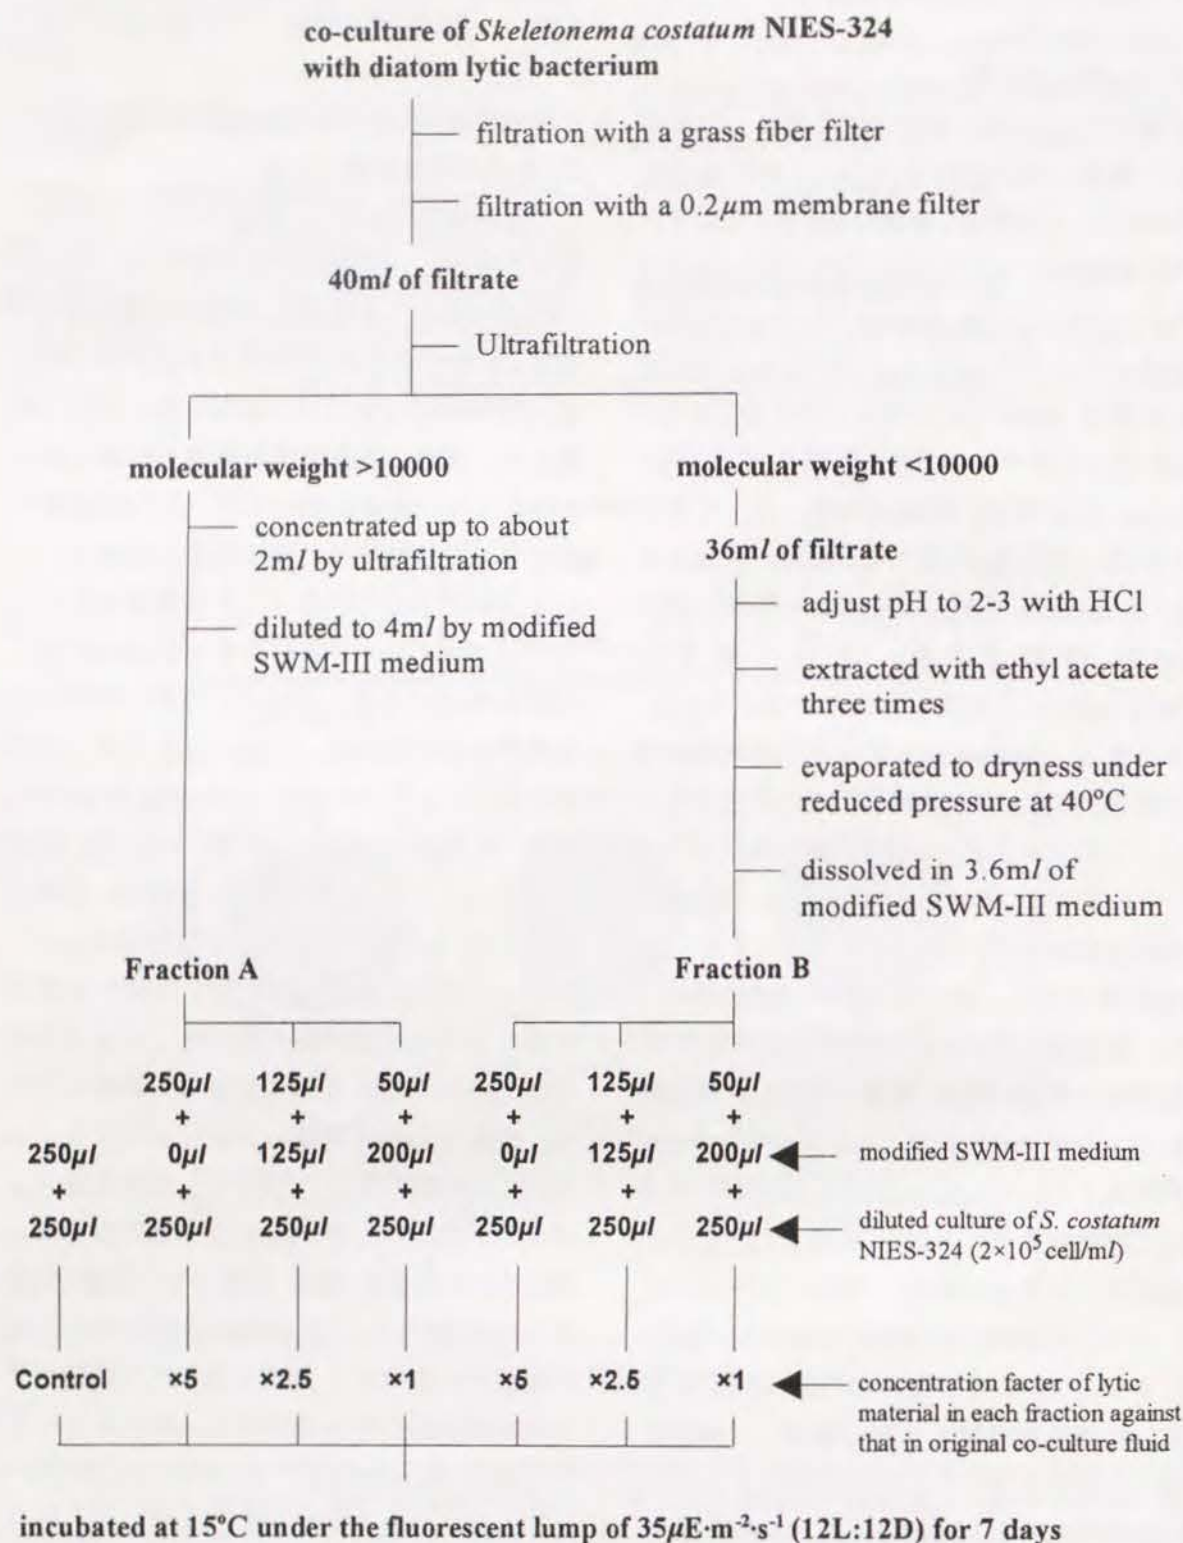 co-culture of Skeletonema costatum NIES-324
with diatom lytic bacterium
filtration with a grass fiber filter
filtration with a 0.2μm membrane filter
40ml of filtrate
Ultrafiltration
molecular weight >10000
concentrated up to about
2ml by ultrafiltration
diluted to 4ml by modified
SWM-III medium
molecular weight <10000
36ml of filtrate
adjust pH to 2-3 with HCl
extracted with ethyl acetate
three times
evaporated to dryness under
reduced pressure at 40ºC
dissolved in 3.6ml of
modified SWM-III medium
Fraction A Fraction B
250μl 125μl 50μl 250μl 125μl 50μl
+ + + + + +
250μl 0μl 125μl 200μl 0μl 125μl 200μl modified SWM-III medium
+ + + + + + +
250μl 250μl 250μl 250μl 250μl 250μl 250μl diluted culture of S. costatum
NIES-324 (2×10⁵ cell/ml)
Control ×5 ×2.5 ×1 ×5 ×2.5 ×1 concentration facter of lytic
material in each fraction against
that in original co-culture fluid
incubated at 15ºC under the fluorescent lump of 35μE·m⁻²·s⁻¹ (12L:12D) for 7 days